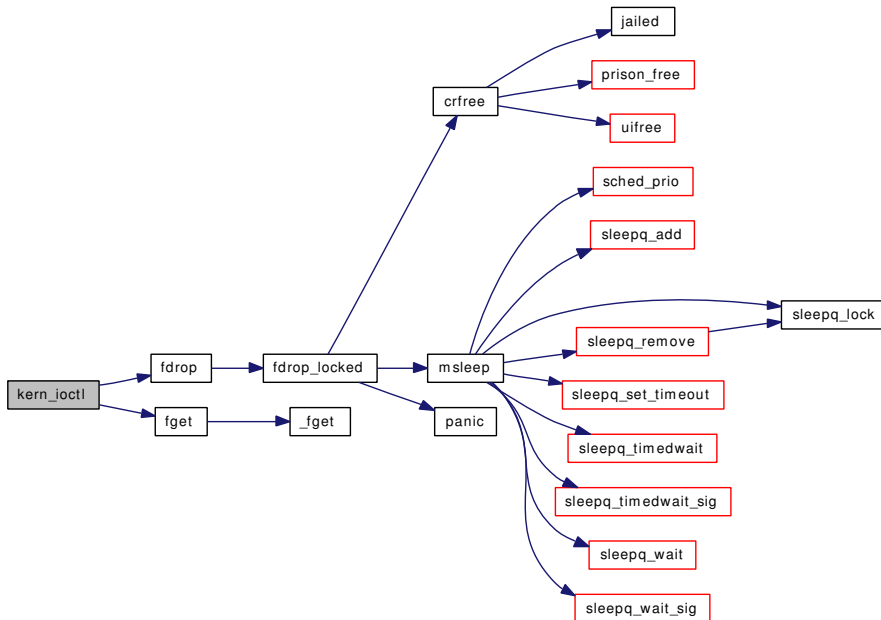 jailed
prison_free
crfree
uifree
sched_prio
sleepq_add
sleepq_lock
sleepq_remove
fdrop
fdrop_locked
msleep
kern_ioctl
sleepq_set_timeout
fget
_fget
panic
sleepq_timedwait
sleepq_timedwait_sig
sleepq_wait
sleepq_wait_sig